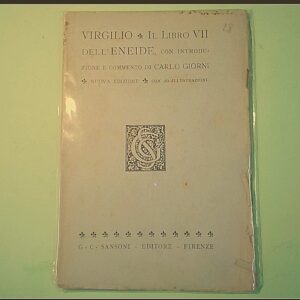 VIRGILIO ✤ IL LIBRO VII
DELL'ENEIDE, CON INTRODU-
ZIONE E COMMENTO DI CARLO GIORNI
✤ NUOVA EDIZIONE ✤ CON 30 ILLUSTRAZIONI
G · C · SANSONI - EDITORE - FIRENZE